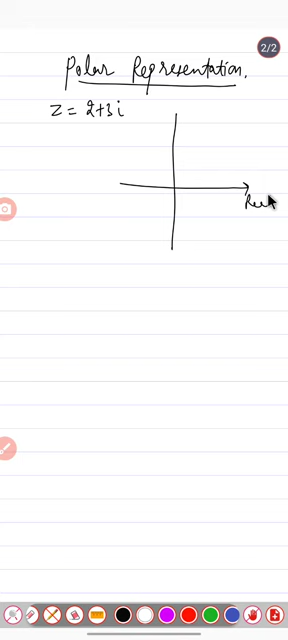 2/2
Polar Representation.
z = 2+3i